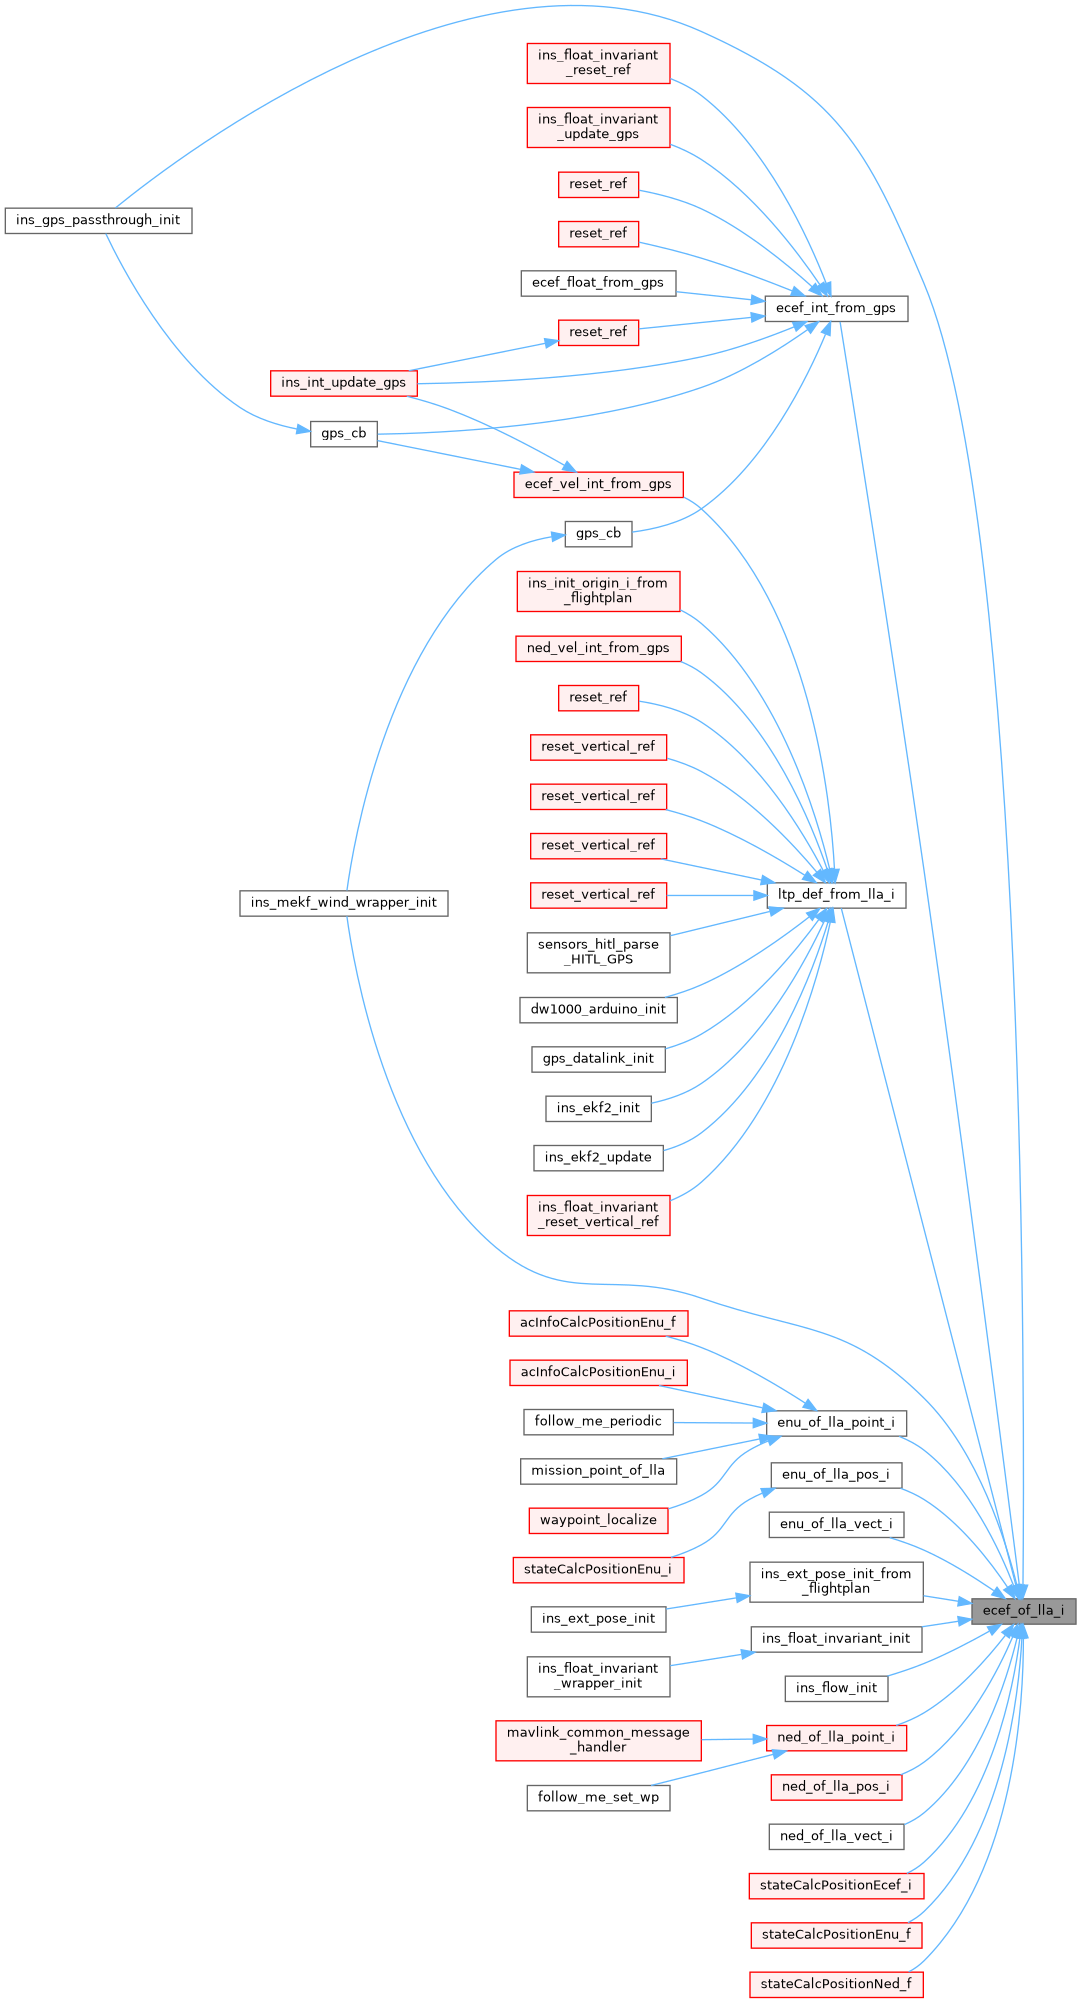 ins_float_invariant
_reset_ref
ins_float_invariant
_update_gps
reset_ref
ins_gps_passthrough_init
reset_ref
ecef_float_from_gps
ecef_int_from_gps
reset_ref
ins_int_update_gps
gps_cb
ecef_vel_int_from_gps
gps_cb
ins_init_origin_i_from
_flightplan
ned_vel_int_from_gps
reset_ref
reset_vertical_ref
reset_vertical_ref
reset_vertical_ref
reset_vertical_ref
ltp_def_from_lla_i
ins_mekf_wind_wrapper_init
sensors_hitl_parse
_HITL_GPS
dw1000_arduino_init
gps_datalink_init
ins_ekf2_init
ins_ekf2_update
ins_float_invariant
_reset_vertical_ref
acInfoCalcPositionEnu_f
acInfoCalcPositionEnu_i
follow_me_periodic
enu_of_lla_point_i
mission_point_of_lla
enu_of_lla_pos_i
waypoint_localize
enu_of_lla_vect_i
stateCalcPositionEnu_i
ins_ext_pose_init_from
_flightplan
ecef_of_lla_i
ins_ext_pose_init
ins_float_invariant_init
ins_float_invariant
_wrapper_init
ins_flow_init
mavlink_common_message
_handler
ned_of_lla_point_i
ned_of_lla_pos_i
follow_me_set_wp
ned_of_lla_vect_i
stateCalcPositionEcef_i
stateCalcPositionEnu_f
stateCalcPositionNed_f